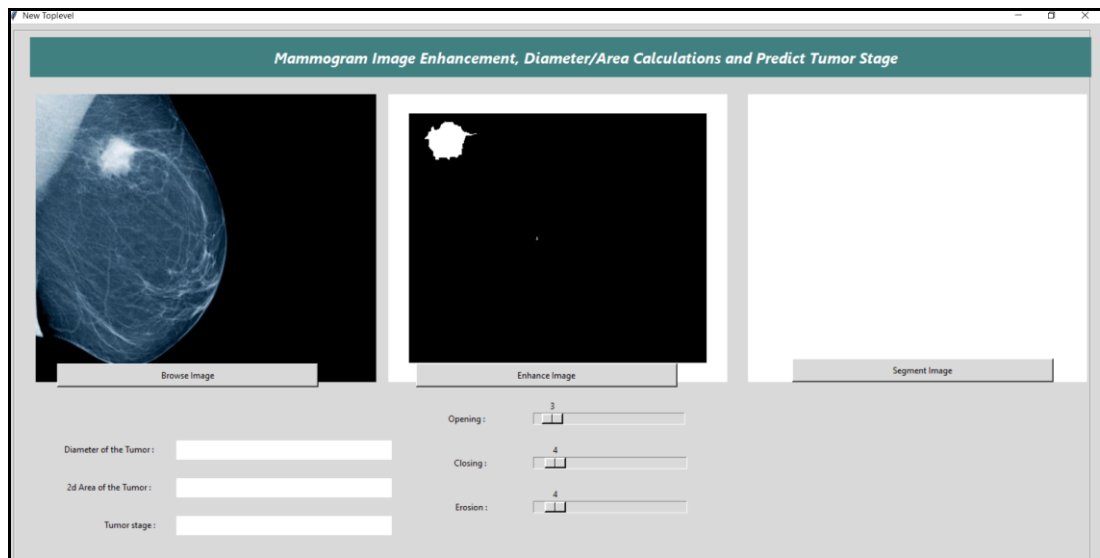 New Toplevel
Mammogram Image Enhancement, Diameter/Area Calculations and Predict Tumor Stage
Browse Image
Enhance Image
Segment Image
3
Opening :
4
Diameter of the Tumor :
Closing :
2d Area of the Tumor :
4
Erosion :
Tumor stage :